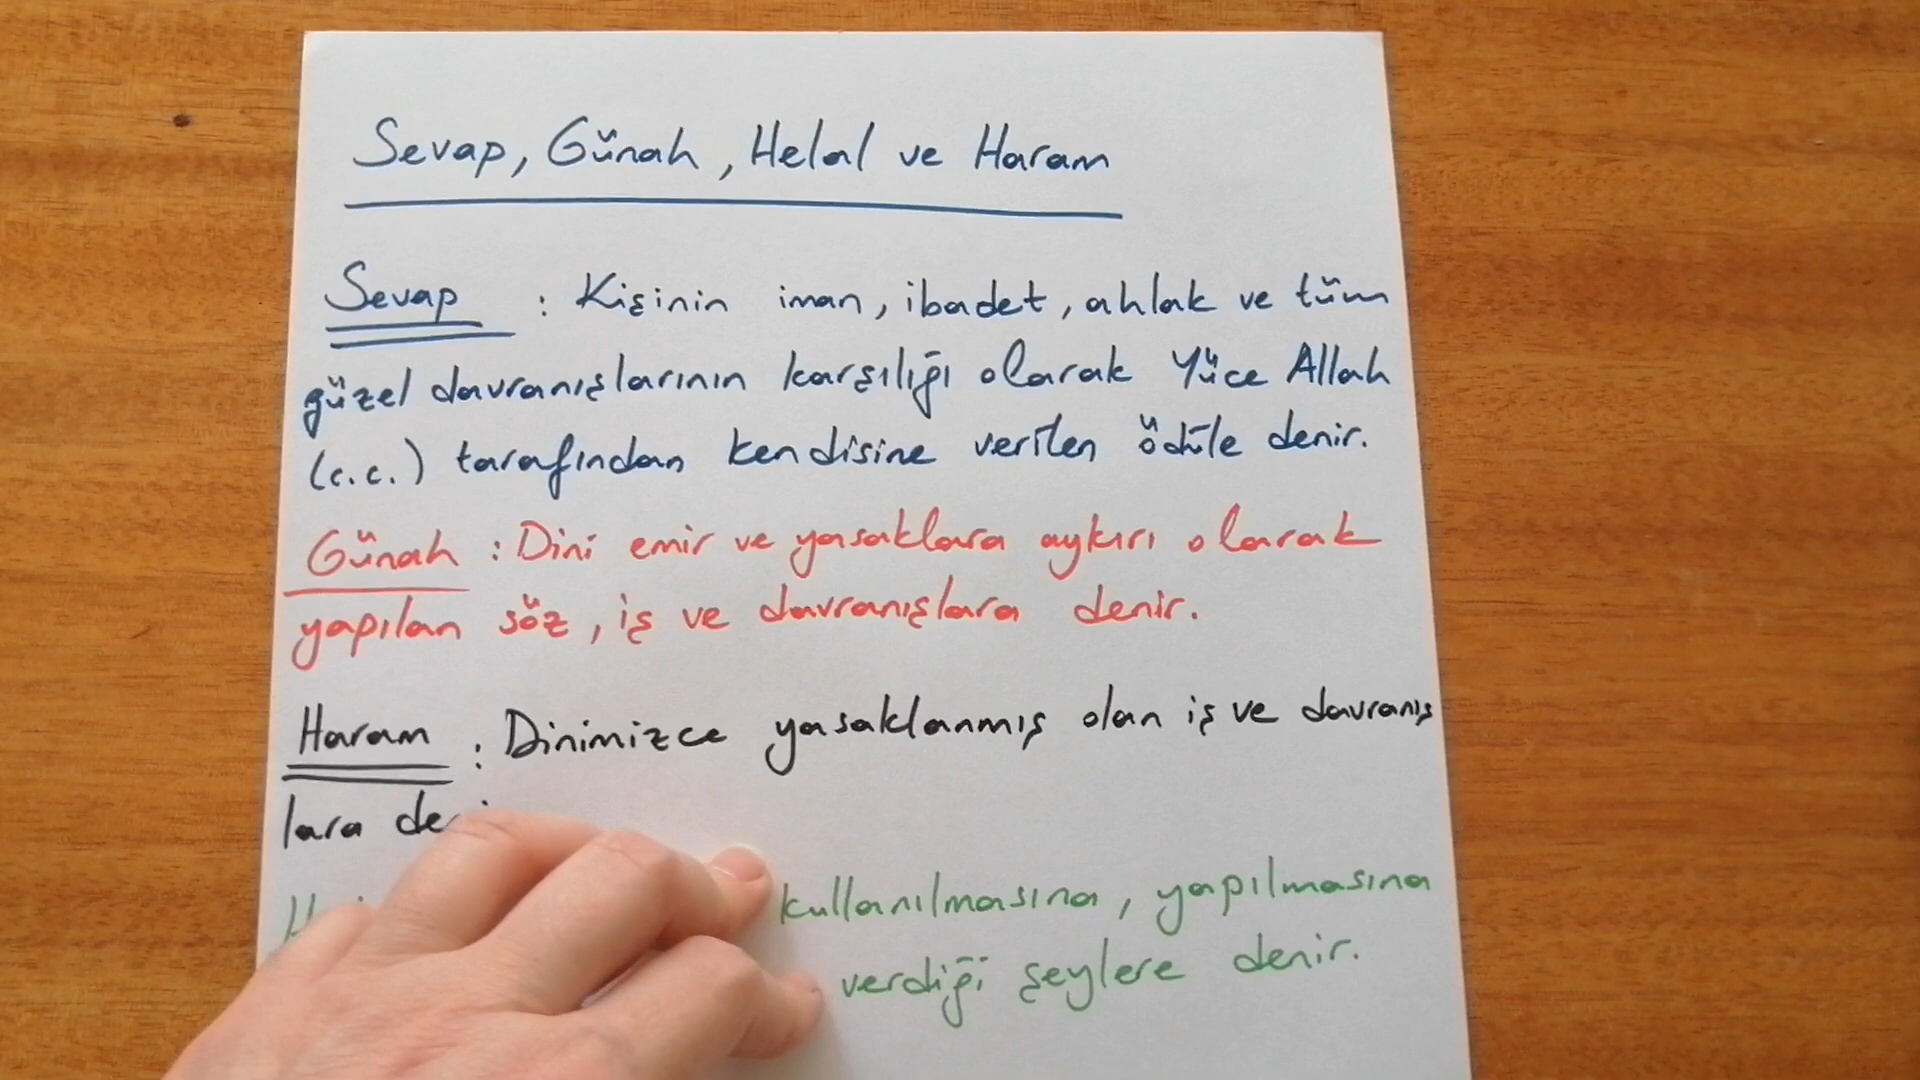 Sevap, Günah, Helal ve Haram
Sevap : Kişinin iman, ibadet, ahlak ve tüm
güzel davranışlarının karşılığı olarak Yüce Allah
(c.c.) tarafından kendisine verilen ödüle denir.
Günah : Dini emir ve yasaklara aykırı olarak
yapılan söz, iş ve davranışlara denir.
Haram : Dinimizce yasaklanmış olan iş ve davranış
lara
kullanılmasına, yapılmasına
verdiği şeylere denir.